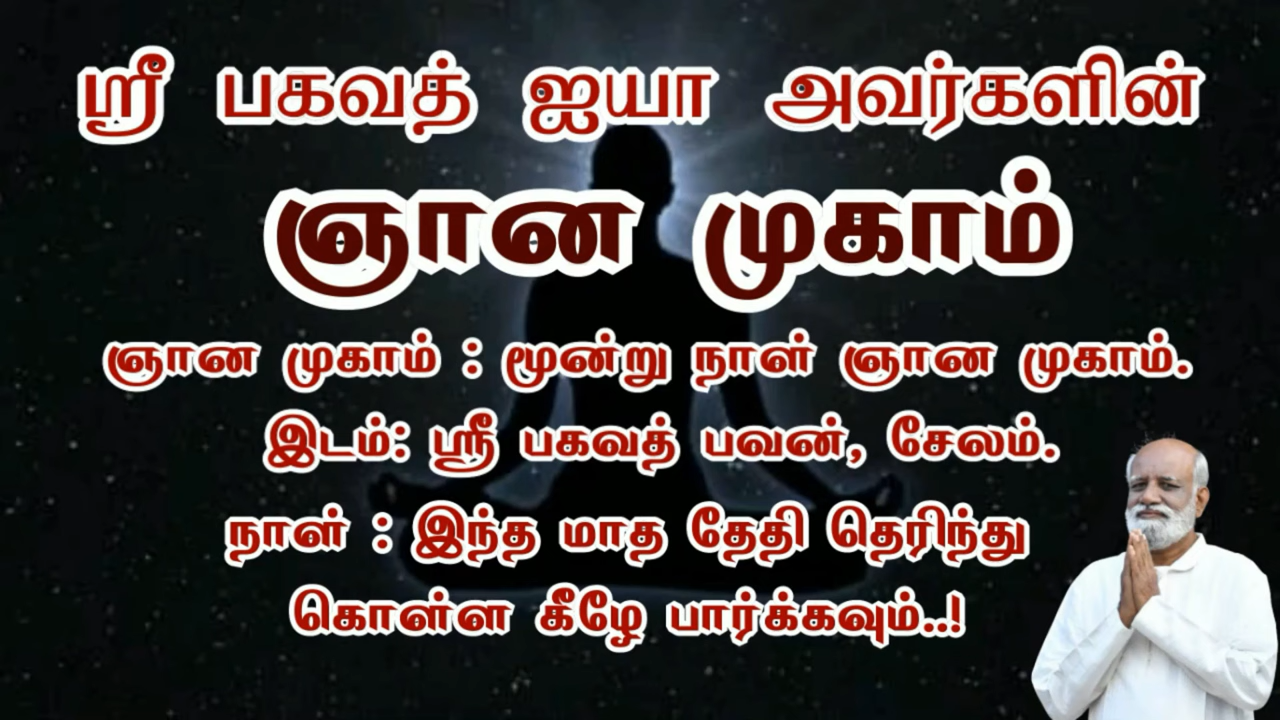 ஸ்ரீ பகவத் ஐயா அவர்களின்
ஞான முகாம்
ஞான முகாம் : மூன்று நாள் ஞான முகாம்.
இடம்: ஸ்ரீ பகவத் பவன், சேலம்.
நாள் : இந்த மாத தேதி தெரிந்து
கொள்ள கீழே பார்க்கவும்..!